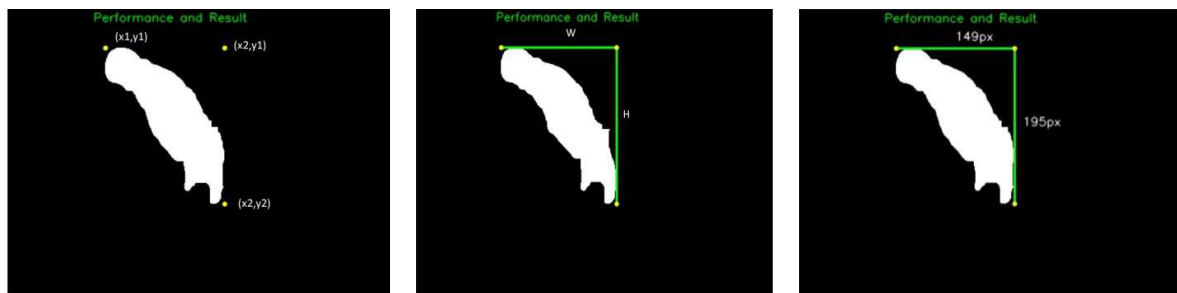 Performance and Result
(x1,y1)
(x2,y1)
(x2,y2)
Performance and Result
W
H
Performance and Result
149px
195px